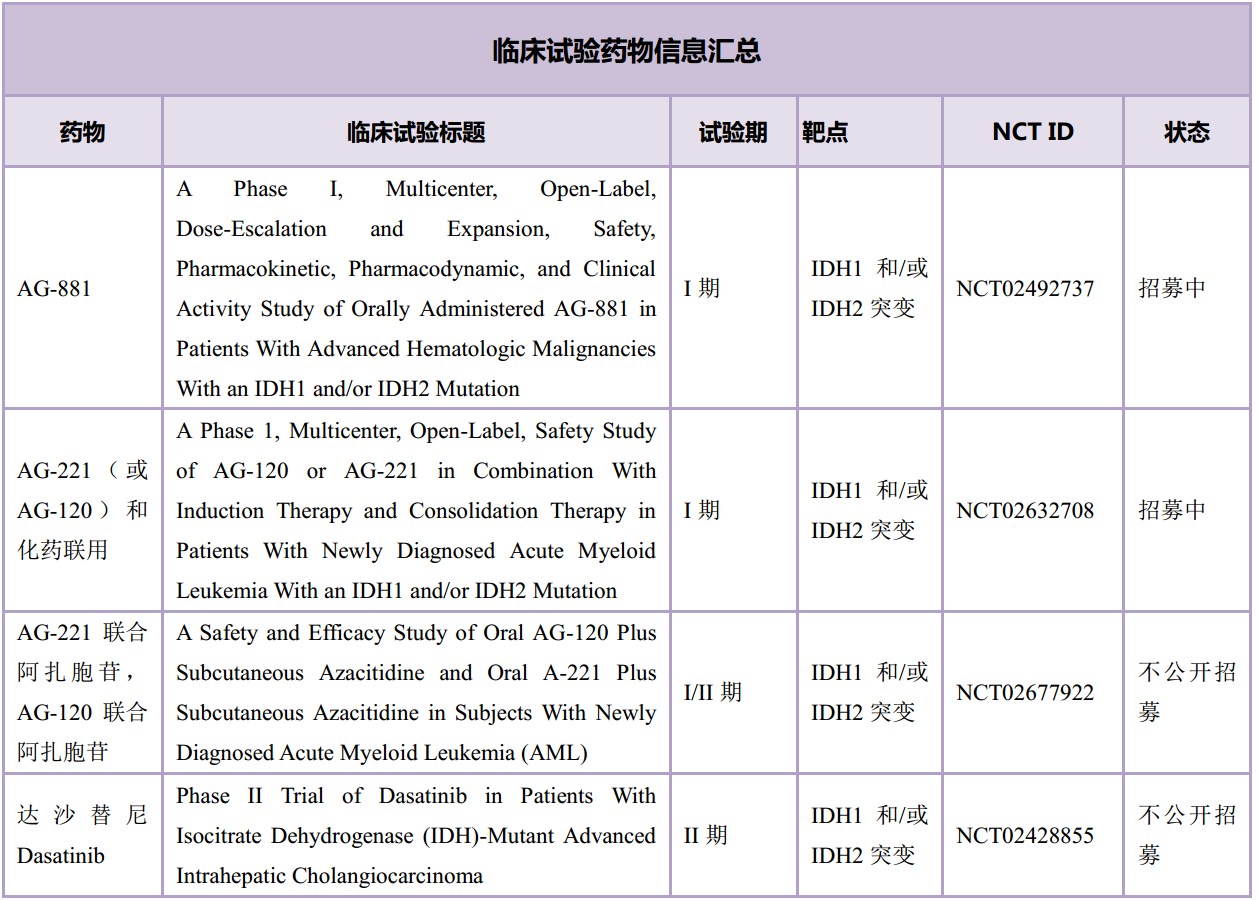 临床试验药物信息汇总
药物 临床试验标题 试验期 靶点 NCT ID 状态
A Phase I, Multicenter, Open-Label,
Dose-Escalation and Expansion, Safety,
Pharmacokinetic, Pharmacodynamic, and Clinical
Activity Study of Orally Administered AG-881 in
Patients With Advanced Hematologic Malignancies
With an IDH1 and/or IDH2 Mutation
AG-881
I 期
IDH1 和/或
IDH2 突变
NCT02492737
招募中
AG-221（或
AG-120）和
化药联用
A Phase 1, Multicenter, Open-Label, Safety Study
of AG-120 or AG-221 in Combination With
Induction Therapy and Consolidation Therapy in
Patients With Newly Diagnosed Acute Myeloid
Leukemia With an IDH1 and/or IDH2 Mutation
I 期
IDH1 和/或
IDH2 突变
NCT02632708
招募中
AG-221 联合
阿扎胞苷，
AG-120 联合
阿扎胞苷
A Safety and Efficacy Study of Oral AG-120 Plus
Subcutaneous Azacitidine and Oral A-221 Plus
Subcutaneous Azacitidine in Subjects With Newly
Diagnosed Acute Myeloid Leukemia (AML)
I/II 期
IDH1 和/或
IDH2 突变
NCT02677922
不公开招
募
达沙替尼
Dasatinib
Phase II Trial of Dasatinib in Patients With
Isocitrate Dehydrogenase (IDH)-Mutant Advanced
Intrahepatic Cholangiocarcinoma
II 期
IDH1 和/或
IDH2 突变
NCT02428855
不公开招
募